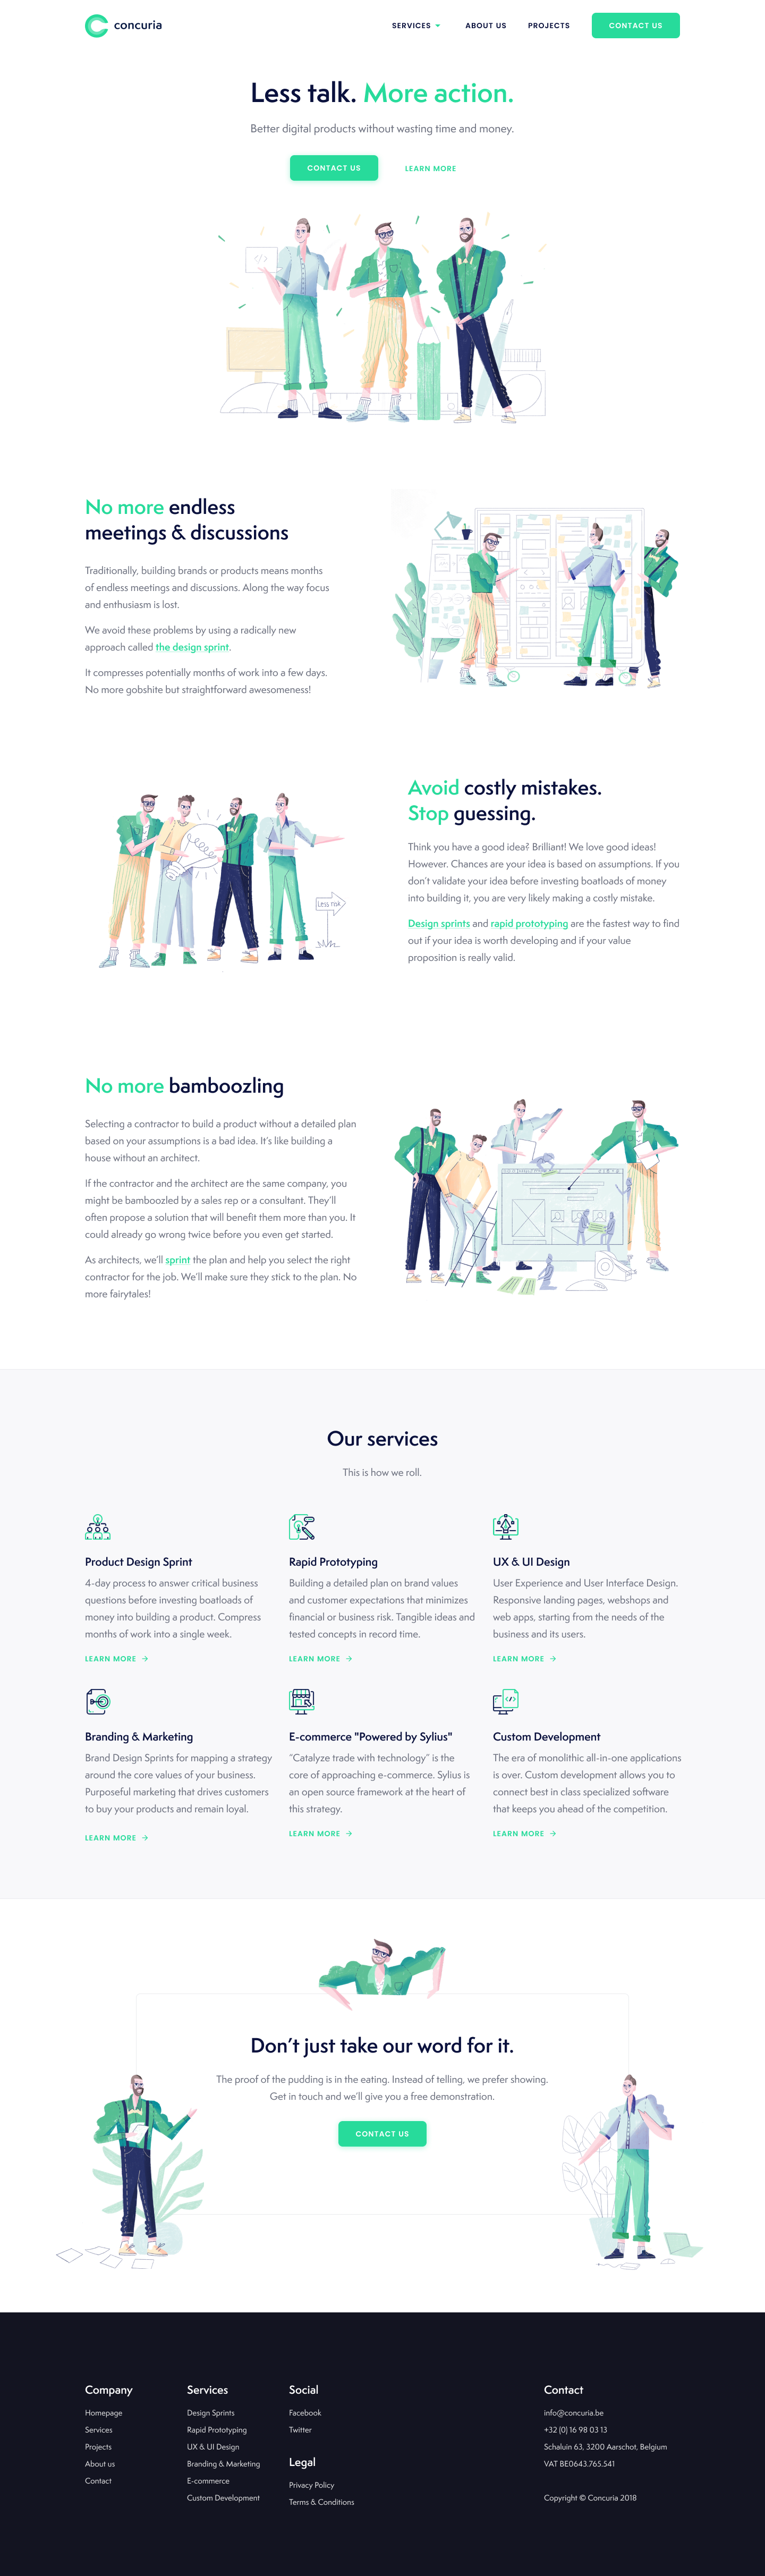 concuria
SERVICES
ABOUT US
PROJECTS
CONTACT US
Less talk. More action.
Better digital products without wasting time and money.
CONTACT US
LEARN MORE
</>
No more endless
meetings & discussions
Traditionally, building brands or products means months
of endless meetings and discussions. Along the way focus
and enthusiasm is lost.
We avoid these problems by using a radically new
approach called the design sprint.
It compresses potentially months of work into a few days.
No more gobshite but straightforward awesomeness!
Avoid costly mistakes.
Stop guessing.
Think you have a good idea? Brilliant! We love good ideas!
However. Chances are your idea is based on assumptions. If you
don't validate your idea before investing boatloads of money
into building it, you are very likely making a costly mistake.
Design sprints and rapid prototyping are the fastest way to find
out if your idea is worth developing and if your value
proposition is really valid.
Less risk
No more bamboozling
Selecting a contractor to build a product without a detailed plan
based on your assumptions is a bad idea. It's like building a
house without an architect.
If the contractor and the architect are the same company, you
might be bamboozled by a sales rep or a consultant. They'll
often propose a solution that will benefit them more than you. It
could already go wrong twice before you even get started.
As architects, we'll sprint the plan and help you select the right
contractor for the job. We'll make sure they stick to the plan. No
more fairytales!
Our services
This is how we roll.
Product Design Sprint
4-day process to answer critical business
questions before investing boatloads of
money into building a product. Compress
months of work into a single week.
LEARN MORE →
Rapid Prototyping
Building a detailed plan on brand values
and customer expectations that minimizes
financial or business risk. Tangible ideas and
tested concepts in record time.
LEARN MORE →
UX & UI Design
User Experience and User Interface Design.
Responsive landing pages, webshops and
web apps, starting from the needs of the
business and its users.
LEARN MORE →
Branding & Marketing
Brand Design Sprints for mapping a strategy
around the core values of your business.
Purposeful marketing that drives customers
to buy your products and remain loyal.
LEARN MORE →
E-commerce "Powered by Sylius"
"Catalyze trade with technology" is the
core of approaching e-commerce. Sylius is
an open source framework at the heart of
this strategy.
LEARN MORE →
Custom Development
The era of monolithic all-in-one applications
is over. Custom development allows you to
connect best in class specialized software
that keeps you ahead of the competition.
LEARN MORE →
Don't just take our word for it.
The proof of the pudding is in the eating. Instead of telling, we prefer showing.
Get in touch and we'll give you a free demonstration.
CONTACT US
Company
Homepage
Services
Projects
About us
Contact
Services
Design Sprints
Rapid Prototyping
UX & UI Design
Branding & Marketing
E-commerce
Custom Development
Social
Facebook
Twitter
Legal
Privacy Policy
Terms & Conditions
Contact
info@concuria.be
+32 (0) 16 98 03 13
Schaluin 63, 3200 Aarschot, Belgium
VAT BE0643.765.541
Copyright © Concuria 2018